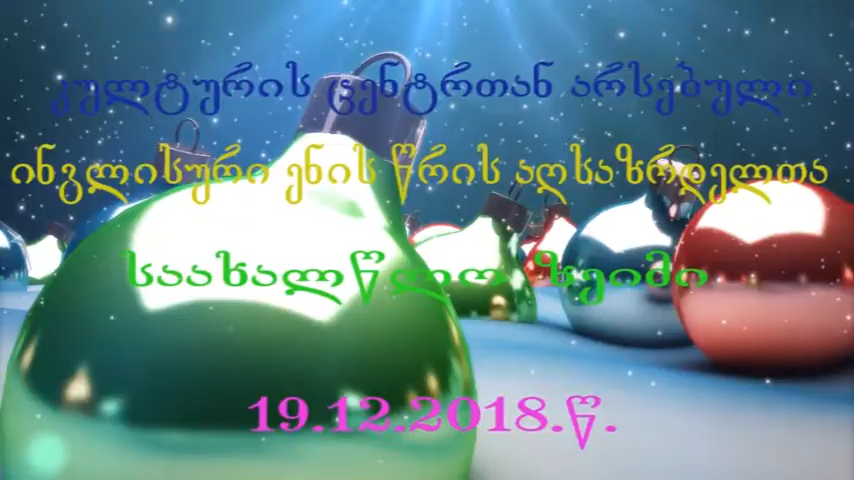 კულტურის ცენტრთან არსებული
ინგლისური ენის წრის აღსაზრდელთა
საახალწლო ზეიმი
19.12.2018.წ.